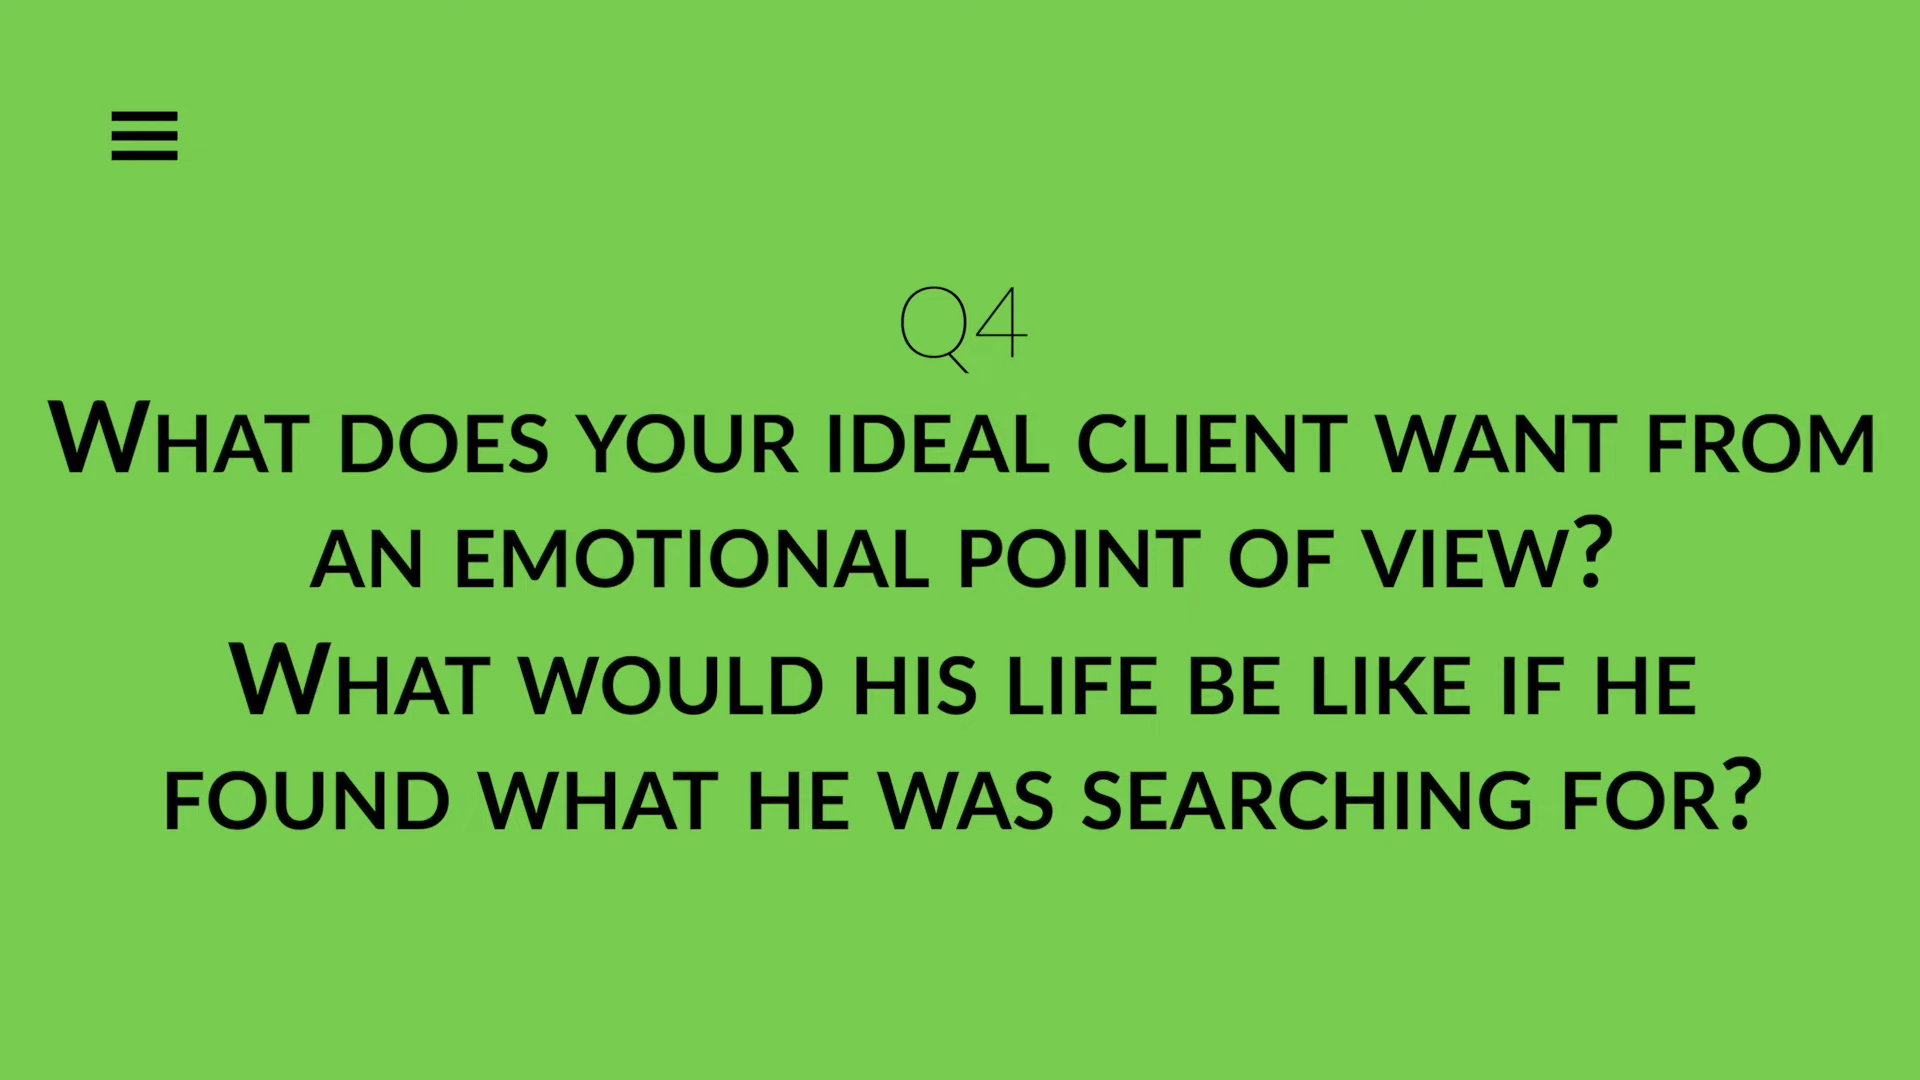 Q4
What does your ideal client want from
an emotional point of view?
What would his life be like if he
found what he was searching for?